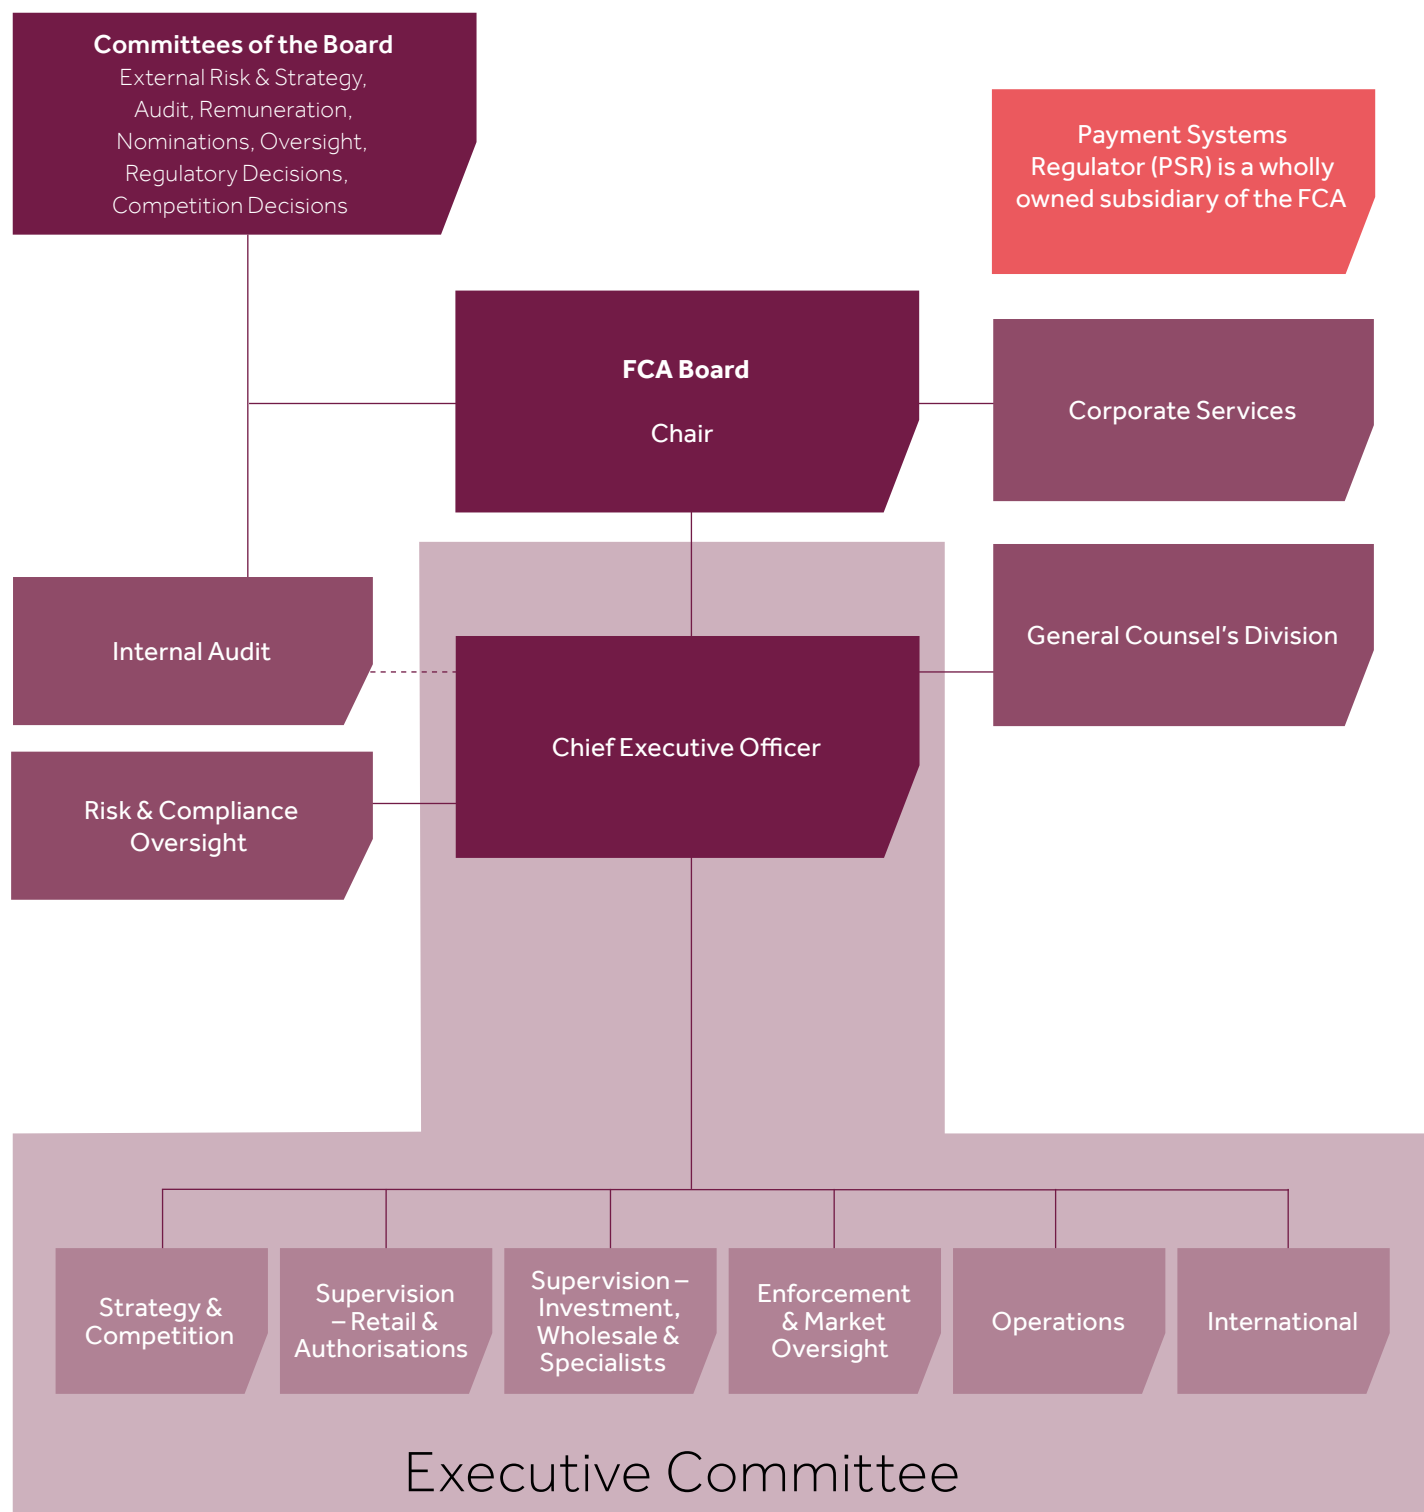 Committees of the Board
External Risk & Strategy,
Audit, Remuneration,
Nominations, Oversight,
Regulatory Decisions,
Competition Decisions
Payment Systems
Regulator (PSR) is a wholly
owned subsidiary of the FCA
FCA Board
Chair
Corporate Services
Internal Audit
General Counsel's Division
Chief Executive Officer
Risk & Compliance
Oversight
Strategy &
Competition
Supervision
– Retail &
Authorisations
Supervision –
Investment,
Wholesale &
Specialists
Enforcement
& Market
Oversight
Operations
International
Executive Committee